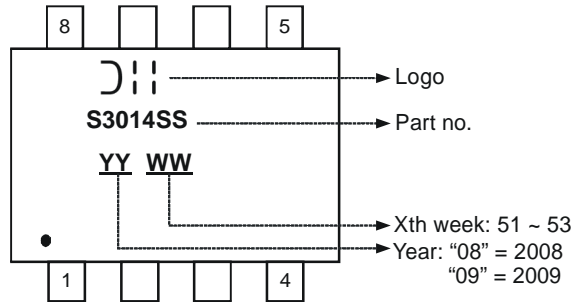 8 5
Logo
S3014SS Part no.
YY WW
Xth week: 51 ~ 53
Year: “08” = 2008
“09” = 2009
1 4